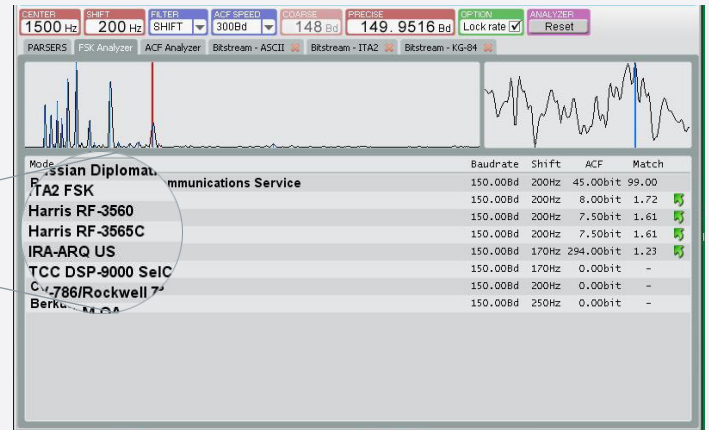 CENTER SHIFT FILTER ACF SPEED COARSE PRECISE OPTION ANALYZER
1500 Hz 200 Hz SHIFT 300Bd 148 Bd 149.9516 Bd Lock rate Reset
PARSERS FSK Analyzer ACF Analyzer Bitstream - ASCII Bitstream - ITA2 Bitstream - KG-84
Mode Baudrate Shift ACF Match
ssian Diplomat
mmunications Service 150.00Bd 200Hz 45.00bit 99.00
ITA2 FSK 150.00Bd 200Hz 8.00bit 1.72
Harris RF-3560 150.00Bd 200Hz 7.50bit 1.61
Harris RF-3565C 150.00Bd 200Hz 7.50bit 1.61
IRA-ARQ US 150.00Bd 170Hz 294.00bit 1.23
TCC DSP-9000 SelC 150.00Bd 170Hz 0.00bit -
-786/Rockwell 150.00Bd 200Hz 0.00bit -
150.00Bd 250Hz 0.00bit -